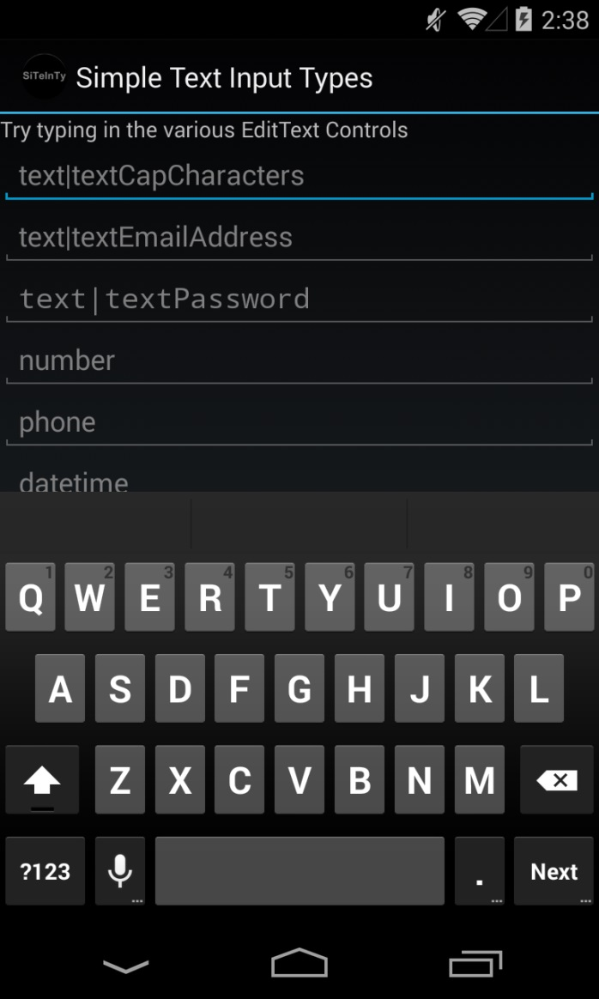 2:38
SiTeInTy
Simple Text Input Types
Try typing in the various EditText Controls
text|textCapCharacters
text|textEmailAddress
text|textPassword
number
phone
datetime
1 2 3 4 5 6 7 8 9 0
Q W E R T Y U I O P
A S D F G H J K L
Z X C V B N M
?123 . Next